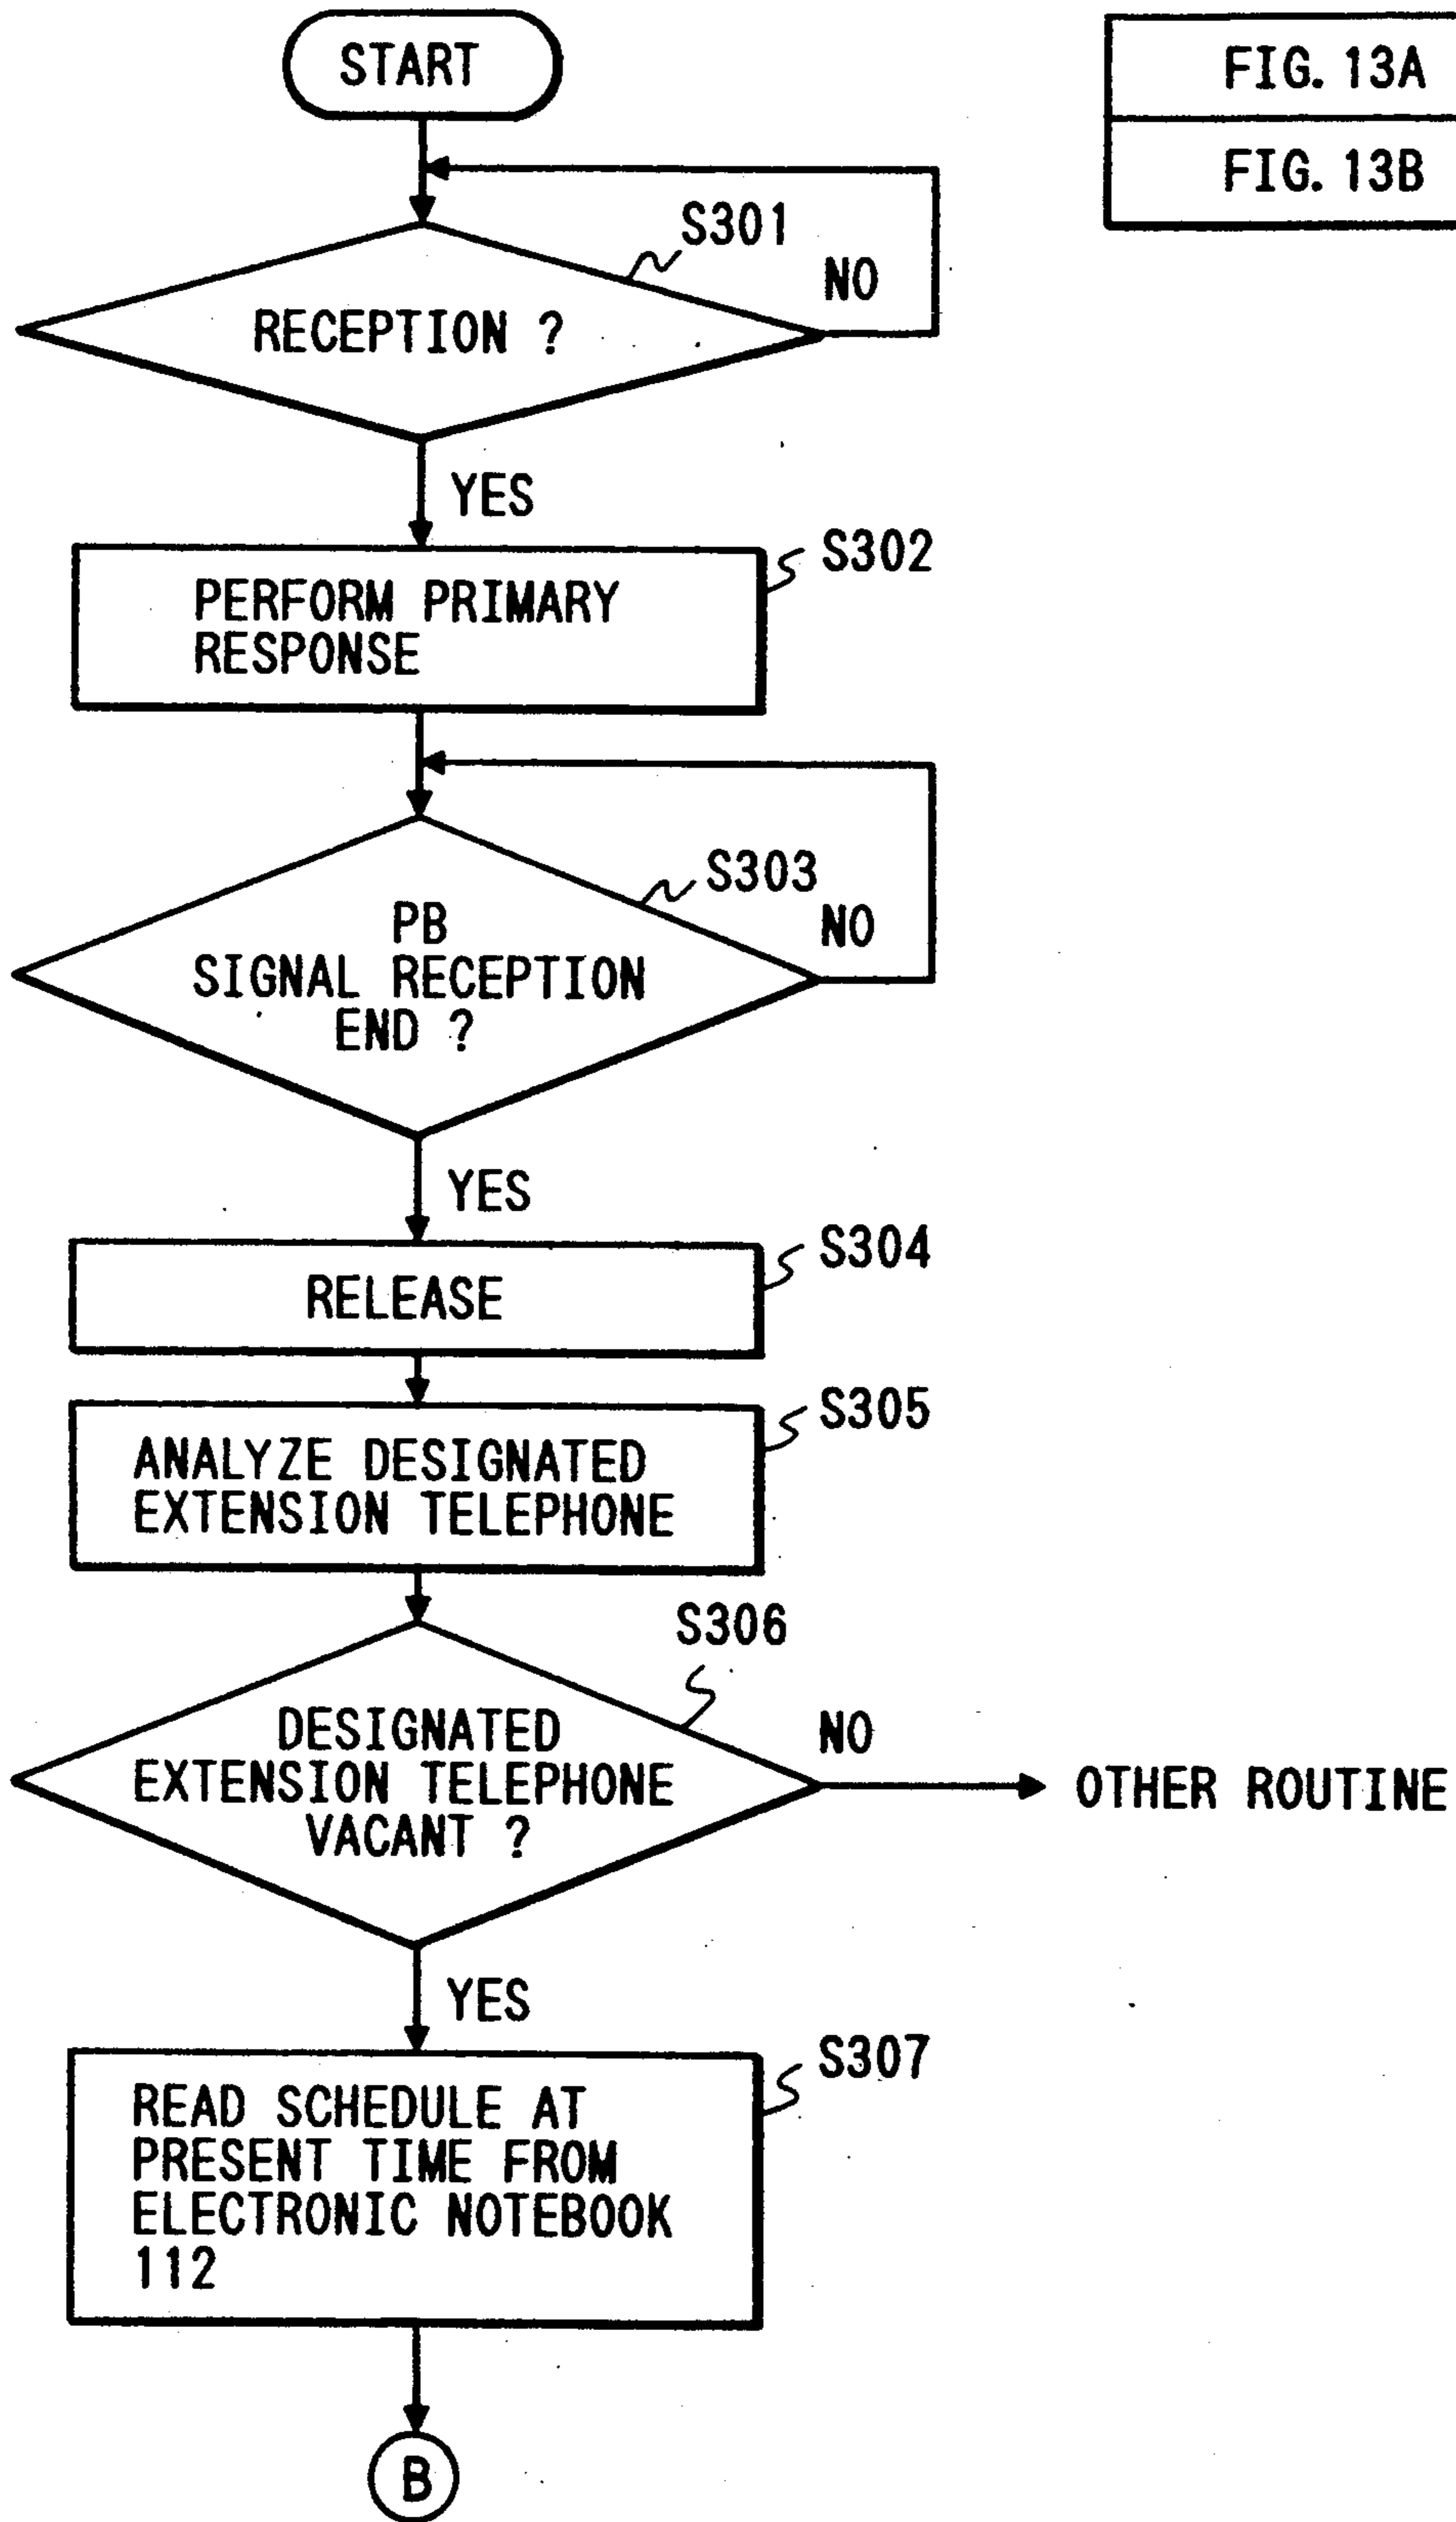 START
FIG. 13A
FIG. 13B
S301
NO
RECEPTION ?
YES
S302
PERFORM PRIMARY
RESPONSE
S303
NO
PB
SIGNAL RECEPTION
END ?
YES
S304
RELEASE
S305
ANALYZE DESIGNATED
EXTENSION TELEPHONE
S306
NO
DESIGNATED
EXTENSION TELEPHONE
VACANT ?
OTHER ROUTINE
YES
S307
READ SCHEDULE AT
PRESENT TIME FROM
ELECTRONIC NOTEBOOK
112
B